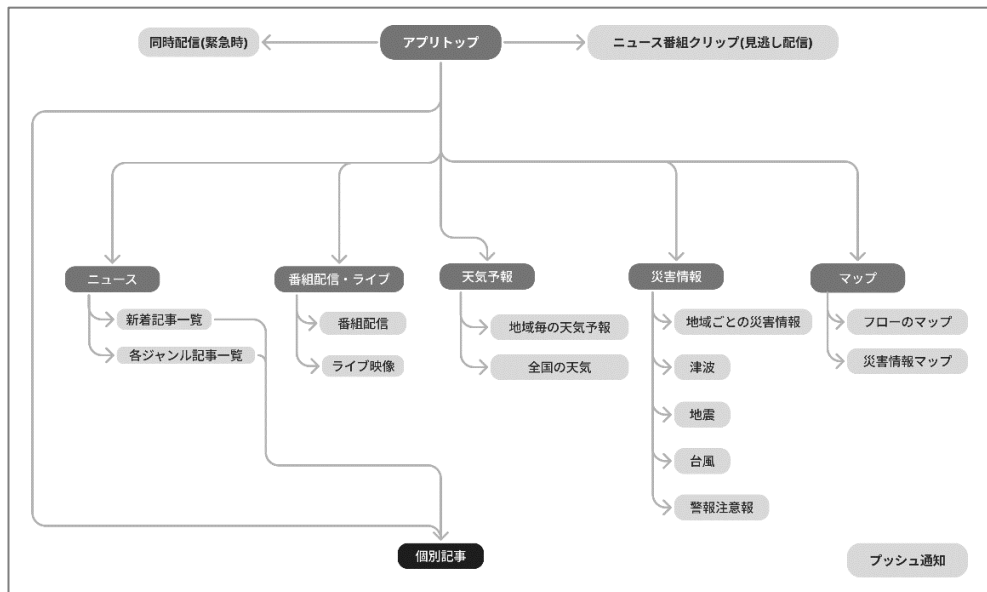 同時配信(緊急時)
アプリトップ
ニュース番組クリップ(見逃し配信)
ニュース
新着記事一覧
各ジャンル記事一覧
番組配信・ライブ
番組配信
ライブ映像
天気予報
地域毎の天気予報
全国の天気
災害情報
地域ごとの災害情報
津波
地震
台風
警報注意報
マップ
フローのマップ
災害情報マップ
個別記事
プッシュ通知